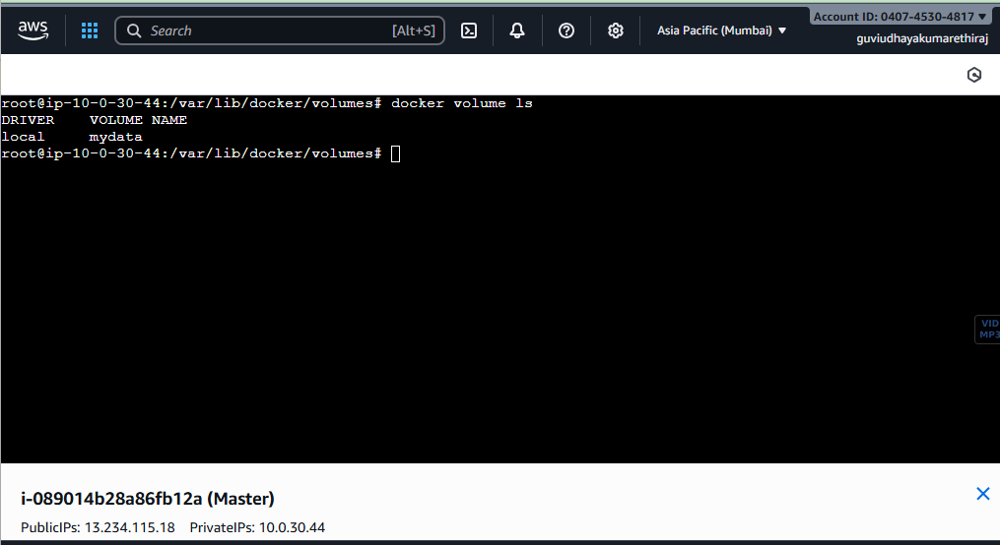 aws
Search
[Alt+S]
Asia Pacific (Mumbai)
Account ID: 0407-4530-4817
guviudhayakumarethiraj
root@ip-10-0-30-44:/var/lib/docker/volumes# docker volume ls
DRIVER    VOLUME NAME
local     mydata
root@ip-10-0-30-44:/var/lib/docker/volumes#
VID
MP3
i-089014b28a86fb12a (Master)
PublicIPs: 13.234.115.18    PrivateIPs: 10.0.30.44